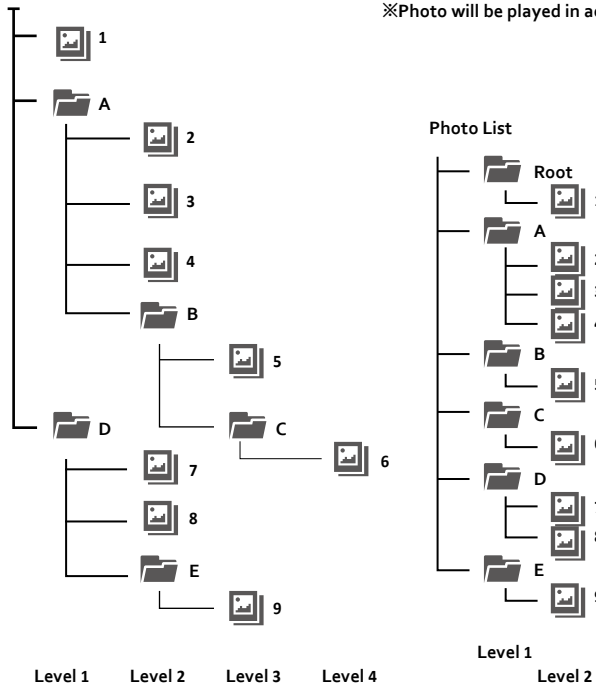 ※Photo will be played in
1
A
2
3
4
B
5
C
6
D
7
8
E
9
Level 1 Level 2 Level 3 Level 4
Photo List
Root
A
B
C
D
E
Level 1
Level 2